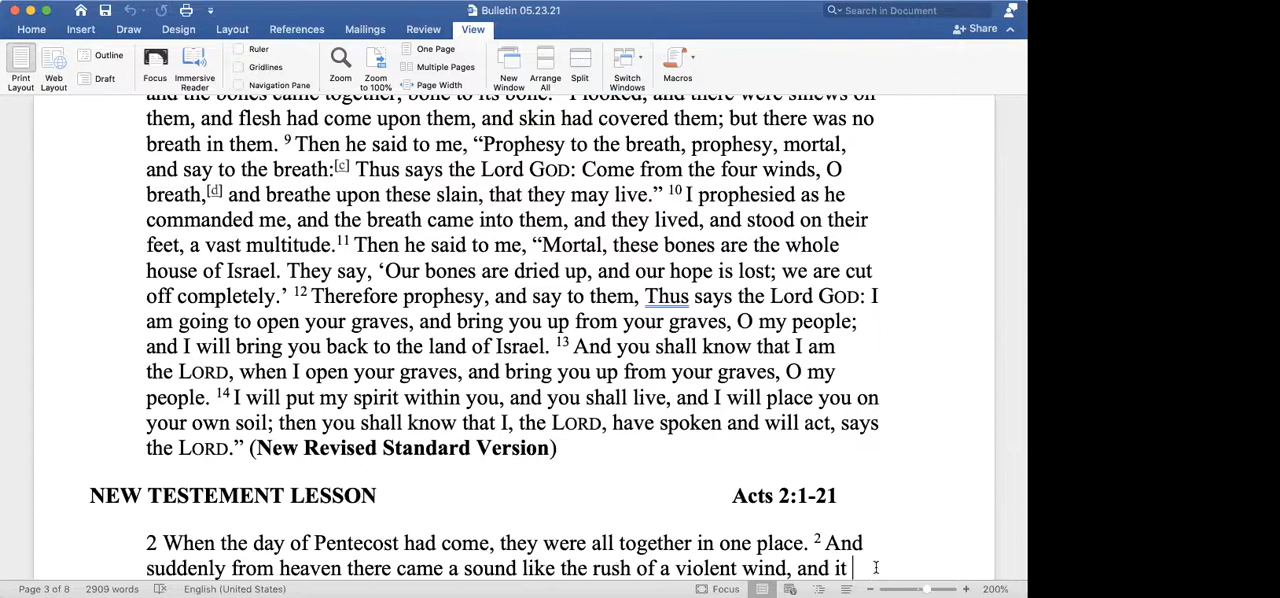 Bulletin 05.23.21
Search in Document
Home Insert Draw Design Layout References Mailings Review View Share
Print Layout Web Layout Outline Draft Focus Immersive Reader Ruler Gridlines Navigation Pane Zoom Zoom to 100% One Page Multiple Pages Page Width New Window Arrange All Split Switch Windows Macros
and the bones came together, bone to its bone. I looked, and there were sinews on
them, and flesh had come upon them, and skin had covered them; but there was no
breath in them. 9 Then he said to me, “Prophesy to the breath, prophesy, mortal,
and say to the breath:[c] Thus says the Lord GOD: Come from the four winds, O
breath,[d] and breathe upon these slain, that they may live.” 10 I prophesied as he
commanded me, and the breath came into them, and they lived, and stood on their
feet, a vast multitude.11 Then he said to me, “Mortal, these bones are the whole
house of Israel. They say, ‘Our bones are dried up, and our hope is lost; we are cut
off completely.’ 12 Therefore prophesy, and say to them, Thus says the Lord GOD: I
am going to open your graves, and bring you up from your graves, O my people;
and I will bring you back to the land of Israel. 13 And you shall know that I am
the LORD, when I open your graves, and bring you up from your graves, O my
people. 14 I will put my spirit within you, and you shall live, and I will place you on
your own soil; then you shall know that I, the LORD, have spoken and will act, says
the LORD.” (New Revised Standard Version)
NEW TESTEMENT LESSON Acts 2:1-21
2 When the day of Pentecost had come, they were all together in one place. 2 And
suddenly from heaven there came a sound like the rush of a violent wind, and it
Page 3 of 8 2909 words English (United States) Focus 200%